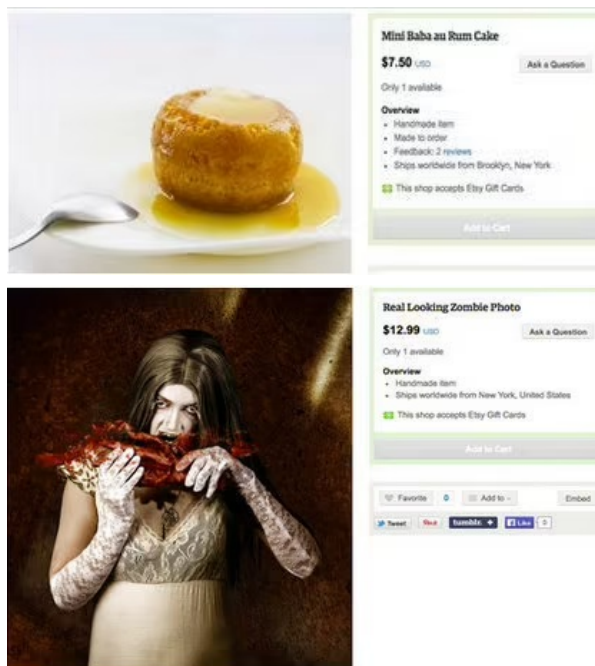 Mini Baba au Rum Cake
$7.50 USD
Ask a Question
Only 1 available
Overview
Handmade item
Made to order
Feedback: 2 reviews
Ships worldwide from Brooklyn, New York
This shop accepts Etsy Gift Cards
Add to Cart
Real Looking Zombie Photo
$12.99 USD
Ask a Question
Only 1 available
Overview
Handmade item
Ships worldwide from New York, United States
This shop accepts Etsy Gift Cards
Add to Cart
Favorite 0 Add to Embed
Tweet Pin it tumblr. + Like 0